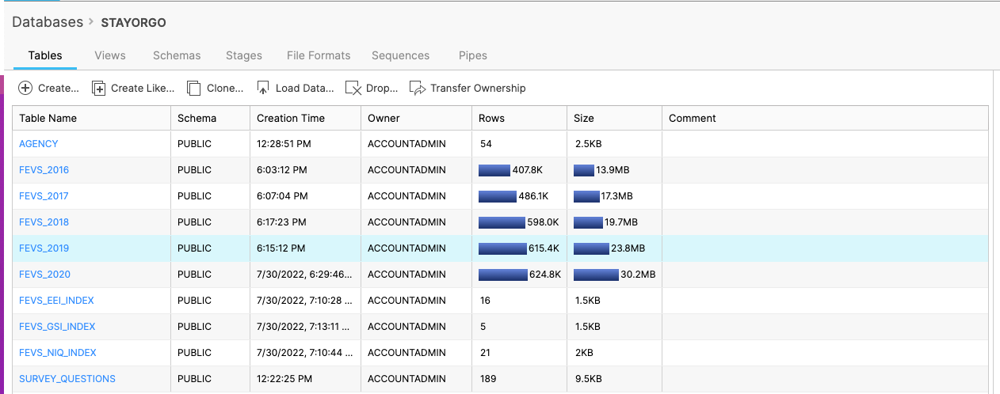 Databases > STAYORGO
Tables Views Schemas Stages File Formats Sequences Pipes
Create... Create Like... Clone... Load Data... Drop... Transfer Ownership
Table Name Schema Creation Time Owner Rows Size Comment
AGENCY PUBLIC 12:28:51 PM ACCOUNTADMIN 54 2.5KB
FEVS_2016 PUBLIC 6:03:12 PM ACCOUNTADMIN 407.8K 13.9MB
FEVS_2017 PUBLIC 6:07:04 PM ACCOUNTADMIN 486.1K 17.3MB
FEVS_2018 PUBLIC 6:17:23 PM ACCOUNTADMIN 598.0K 19.7MB
FEVS_2019 PUBLIC 6:15:12 PM ACCOUNTADMIN 615.4K 23.8MB
FEVS_2020 PUBLIC 7/30/2022, 6:29:46... ACCOUNTADMIN 624.8K 30.2MB
FEVS_EEI_INDEX PUBLIC 7/30/2022, 7:10:28 ... ACCOUNTADMIN 16 1.5KB
FEVS_GSI_INDEX PUBLIC 7/30/2022, 7:13:11 ... ACCOUNTADMIN 5 1.5KB
FEVS_NIQ_INDEX PUBLIC 7/30/2022, 7:10:44 ... ACCOUNTADMIN 21 2KB
SURVEY_QUESTIONS PUBLIC 12:22:25 PM ACCOUNTADMIN 189 9.5KB